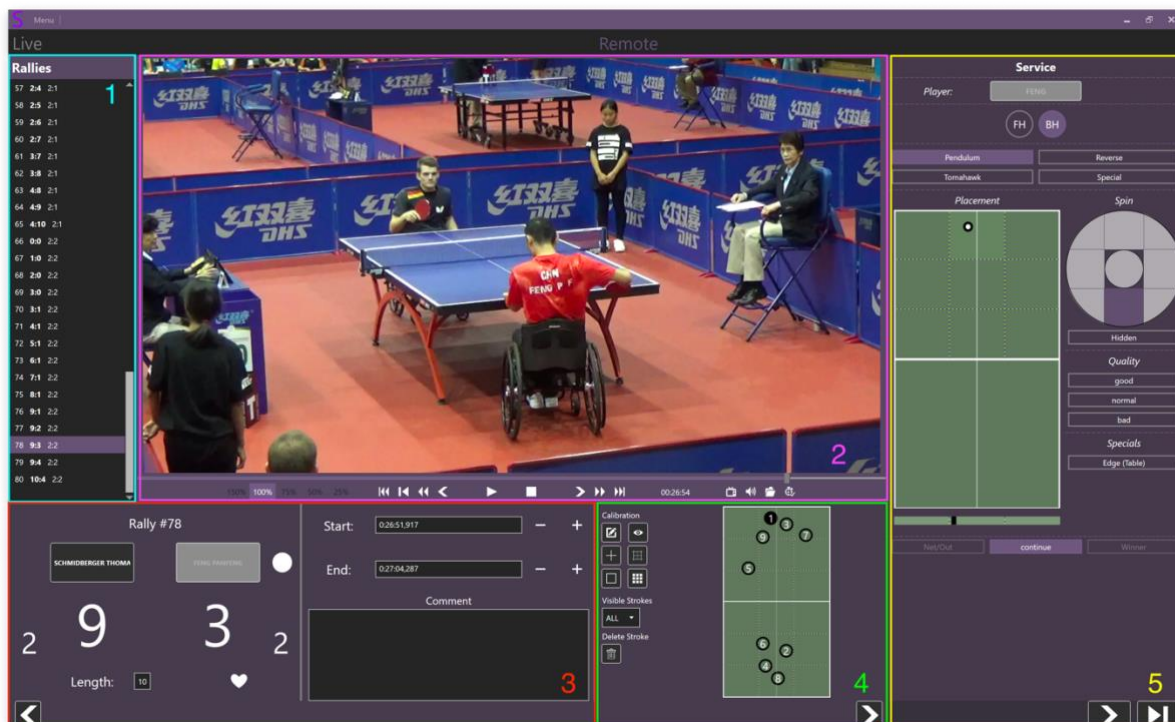 S Menu
Live Remote
Rallies
1
57 2:4 2:1
58 2:5 2:1
59 2:6 2:1
60 2:7 2:1
61 3:7 2:1
62 3:8 2:1
63 4:8 2:1
64 4:9 2:1
65 4:10 2:1
66 0:0 2:2
67 1:0 2:2
68 2:0 2:2
69 3:0 2:2
70 3:1 2:2
71 4:1 2:2
72 5:1 2:2
73 6:1 2:2
74 7:1 2:2
75 8:1 2:2
76 9:1 2:2
77 9:2 2:2
78 9:3 2:2
79 9:4 2:2
80 10:4 2:2
红双喜
DHS
CHN
FENG
2
150% 100% 75% 50% 25%
00:26:54
Rally #78
SCHMIDBERGER THOMA
FENG PANFENG
2 9 3 2
Length: 10
Start: 0:26:51,917
End: 0:27:04,287
Comment
3
Calibration
Visible Strokes
ALL
Delete Stroke
1
3
9
7
5
6
2
4
8
4
Service
Player: FENG
FH BH
Pendulum Reverse
Tomahawk Special
Placement Spin
Hidden
Quality
good
normal
bad
Specials
Edge (Table)
Net/Out continue Winner
5